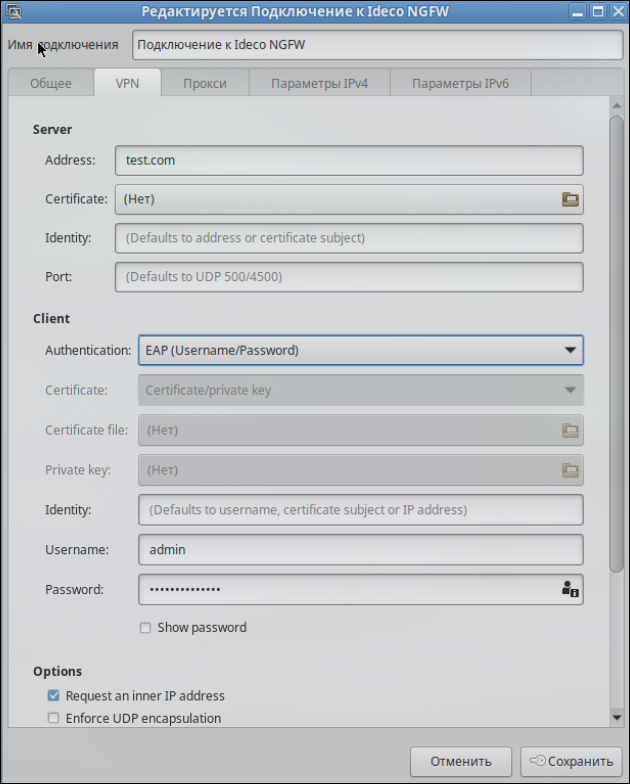 Редактируется Подключение к Ideco NGFW
Имя подключения Подключение к Ideco NGFW
Общее VPN Прокси Параметры IPv4 Параметры IPv6
Server
Address: test.com
Certificate: (Нет)
Identity: (Defaults to address or certificate subject)
Port: (Defaults to UDP 500/4500)
Client
Authentication: EAP (Username/Password)
Certificate: Certificate/private key
Certificate file: (Нет)
Private key: (Нет)
Identity: (Defaults to username, certificate subject or IP address)
Username: admin
Password: ••••••••••••••
Show password
Options
Request an inner IP address
Enforce UDP encapsulation
Отменить Сохранить